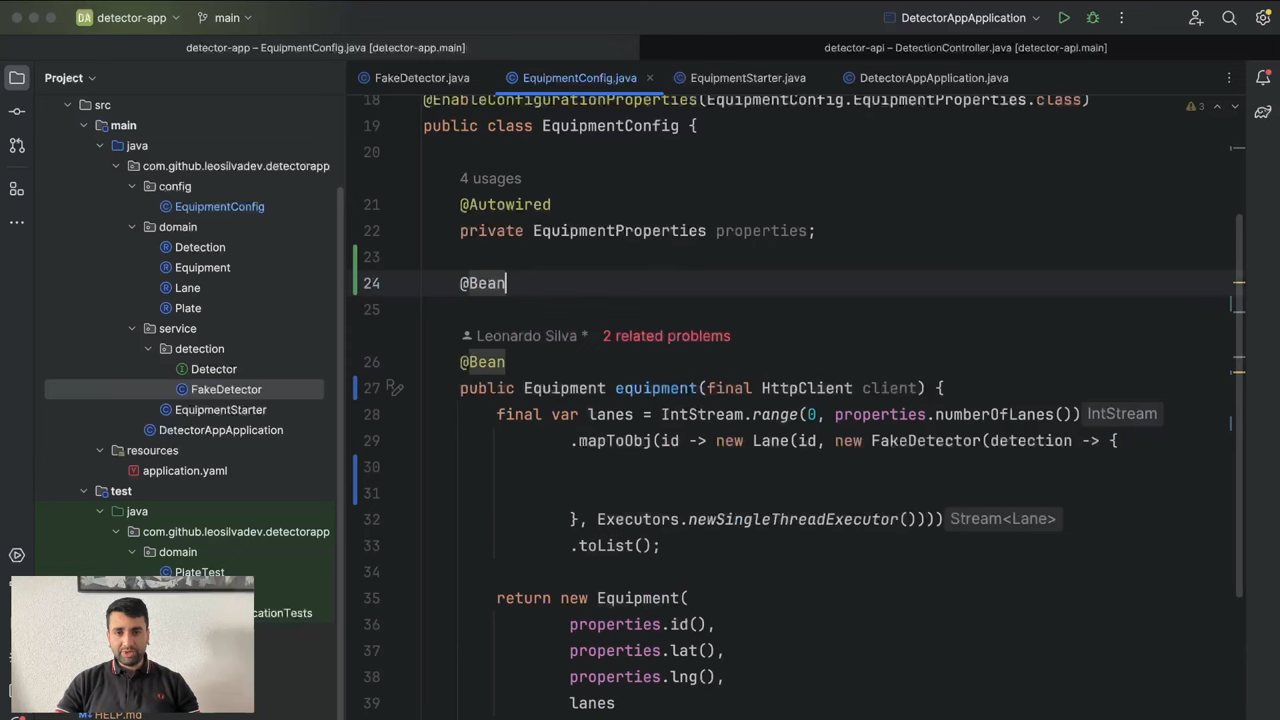 DA detector-app main DetectorAppApplication
detector-app – EquipmentConfig.java [detector-app.main]
detector-api – DetectionController.java [detector-api.main]
Project
FakeDetector.java
EquipmentConfig.java
EquipmentStarter.java
DetectorAppApplication.java
src
main
java
com.github.leosilvadev.detectorapp
config
EquipmentConfig
domain
Detection
Equipment
Lane
Plate
service
detection
Detector
FakeDetector
EquipmentStarter
DetectorAppApplication
resources
application.yaml
test
java
com.github.leosilvadev.detectorapp
domain
PlateTest
cationTests
HELP.md
18 @EnableConfigurationProperties(EquipmentConfig.EquipmentProperties.class)
3
19 public class EquipmentConfig {
20
4 usages
21 @Autowired
22 private EquipmentProperties properties;
23
24 @Bean
25
Leonardo Silva * 2 related problems
26 @Bean
27 public Equipment equipment(final HttpClient client) {
28 final var lanes = IntStream.range(0, properties.numberOfLanes()) IntStream
29 .mapToObj(id -> new Lane(id, new FakeDetector(detection -> {
30
31
32 }, Executors.newSingleThreadExecutor()))) Stream<Lane>
33 .toList();
34
35 return new Equipment(
36 properties.id(),
37 properties.lat(),
38 properties.lng(),
39 lanes